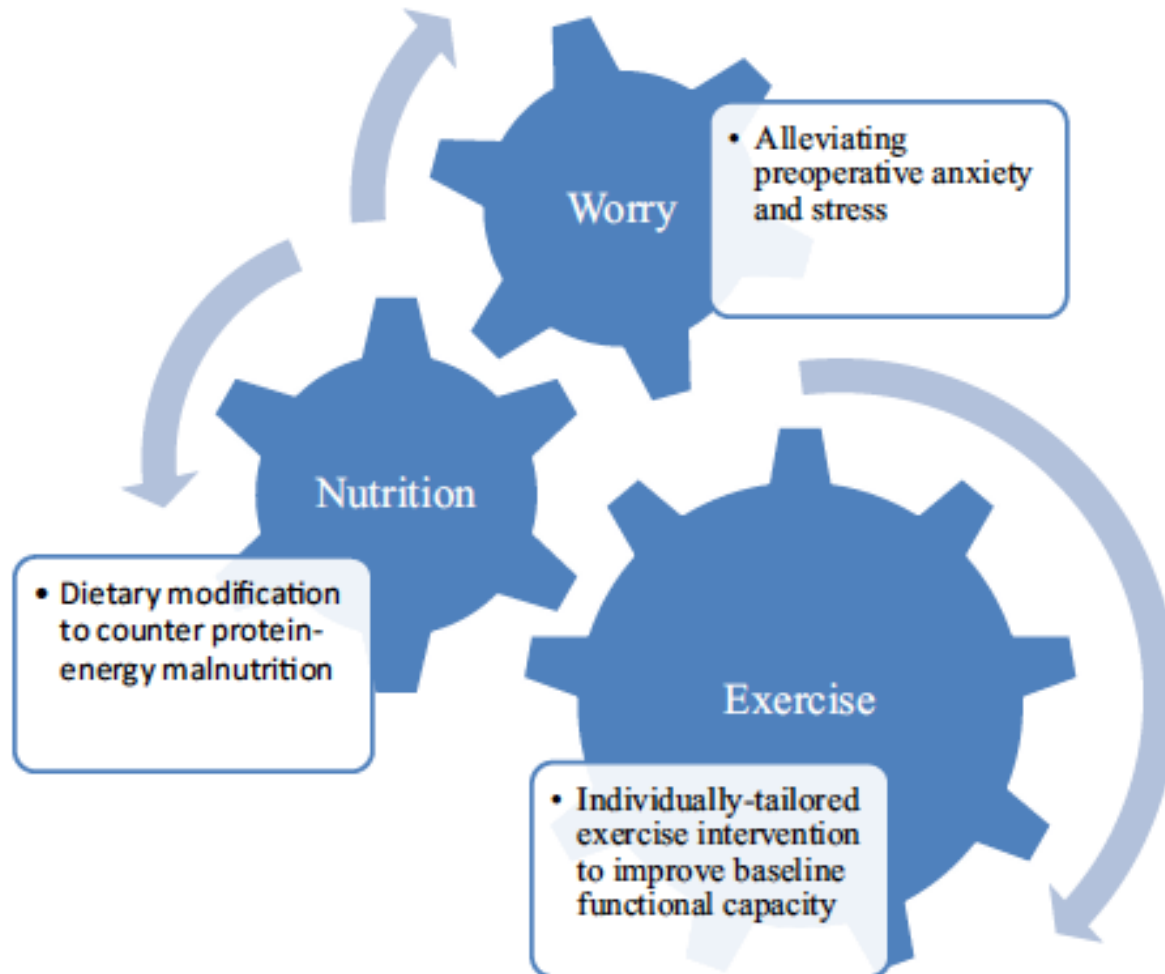 Worry
• Alleviating
preoperative anxiety
and stress
Nutrition
• Dietary modification
to counter protein-
energy malnutrition
Exercise
• Individually-tailored
exercise intervention
to improve baseline
functional capacity